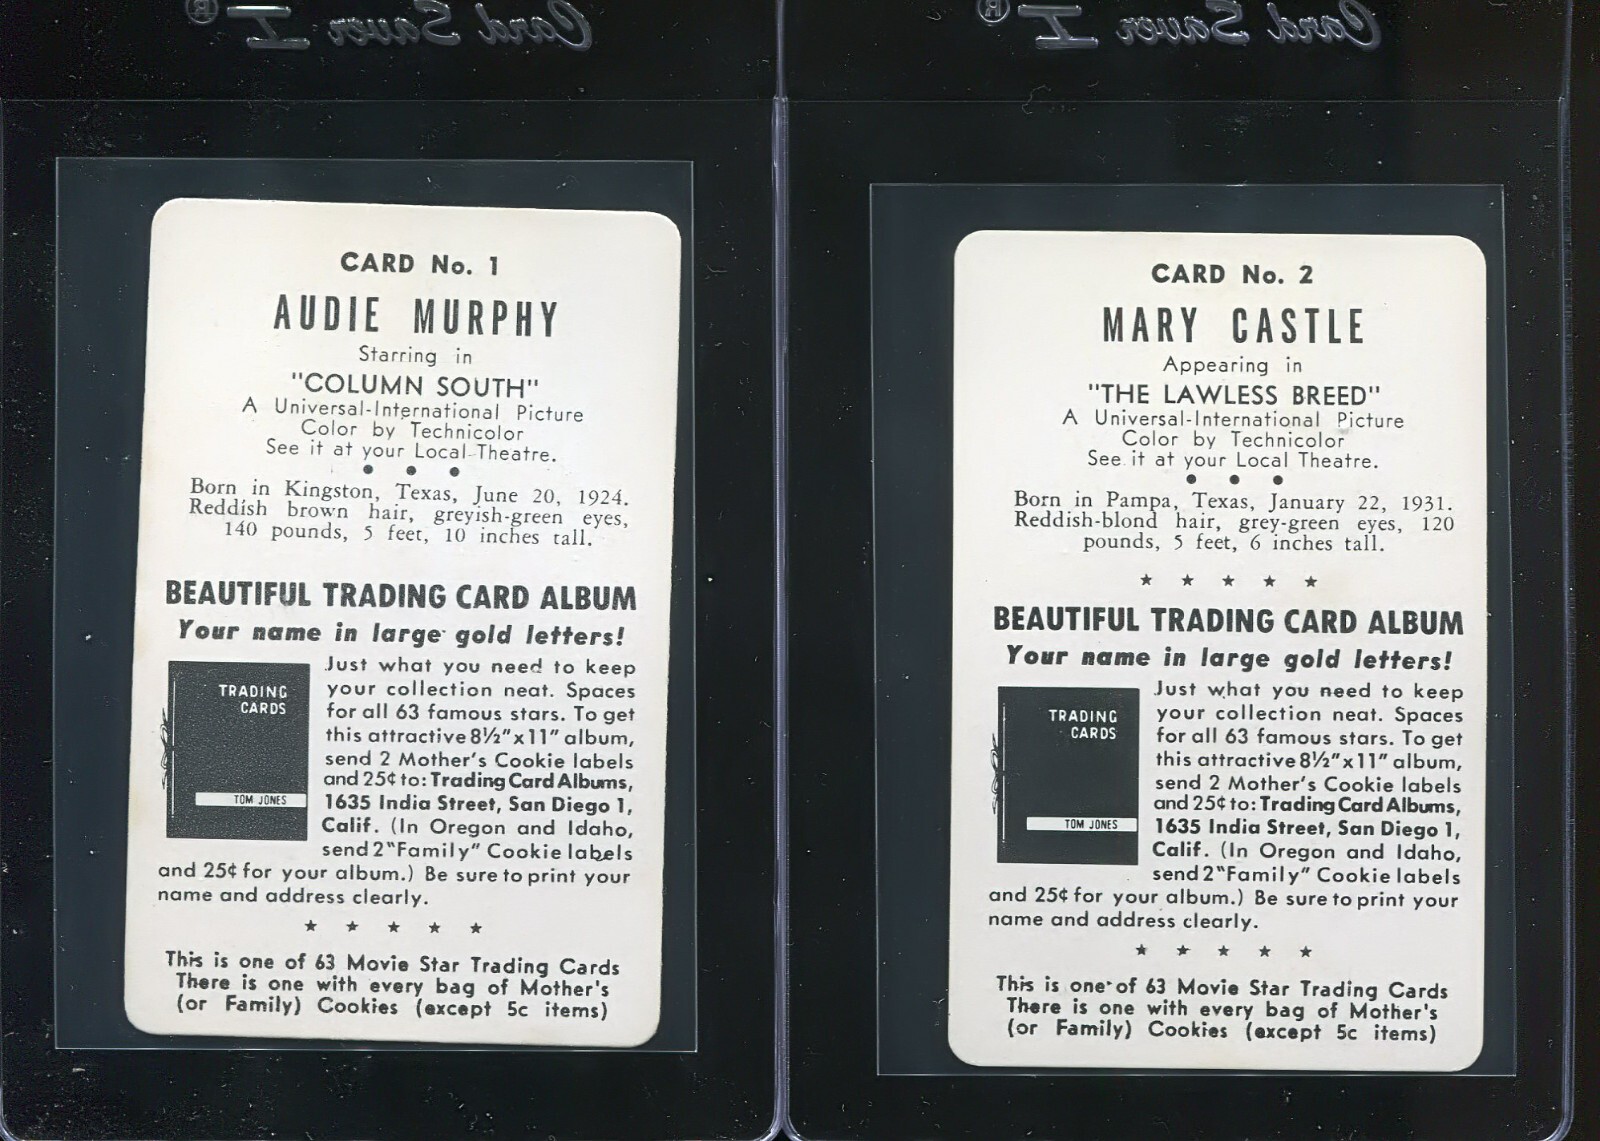 Card Saver I®
Card Saver I®
CARD No. 1
AUDIE MURPHY
Starring in
"COLUMN SOUTH"
A Universal-International Picture
Color by Technicolor
See it at your Local Theatre.
• • •
Born in Kingston, Texas, June 20, 1924.
Reddish brown hair, greyish-green eyes,
140 pounds, 5 feet, 10 inches tall.
BEAUTIFUL TRADING CARD ALBUM
Your name in large gold letters!
TRADING
CARDS
TOM JONES
Just what you need to keep
your collection neat. Spaces
for all 63 famous stars. To get
this attractive 8½"x11" album,
send 2 Mother's Cookie labels
and 25¢ to: Trading Card Albums,
1635 India Street, San Diego 1,
Calif. (In Oregon and Idaho,
send 2 "Family" Cookie labels
and 25¢ for your album.) Be sure to print your
name and address clearly.
★ ★ ★ ★ ★
This is one of 63 Movie Star Trading Cards
There is one with every bag of Mother's
(or Family) Cookies (except 5c items)
CARD No. 2
MARY CASTLE
Appearing in
"THE LAWLESS BREED"
A Universal-International Picture
Color by Technicolor
See it at your Local Theatre.
• • •
Born in Pampa, Texas, January 22, 1931.
Reddish-blond hair, grey-green eyes, 120
pounds, 5 feet, 6 inches tall.
★ ★ ★ ★ ★
BEAUTIFUL TRADING CARD ALBUM
Your name in large gold letters!
TRADING
CARDS
TOM JONES
Just what you need to keep
your collection neat. Spaces
for all 63 famous stars. To get
this attractive 8½"x11" album,
send 2 Mother's Cookie labels
and 25¢ to: Trading Card Albums,
1635 India Street, San Diego 1,
Calif. (In Oregon and Idaho,
send 2 "Family" Cookie labels
and 25¢ for your album.) Be sure to print your
name and address clearly.
★ ★ ★ ★ ★
This is one of 63 Movie Star Trading Cards
There is one with every bag of Mother's
(or Family) Cookies (except 5c items)